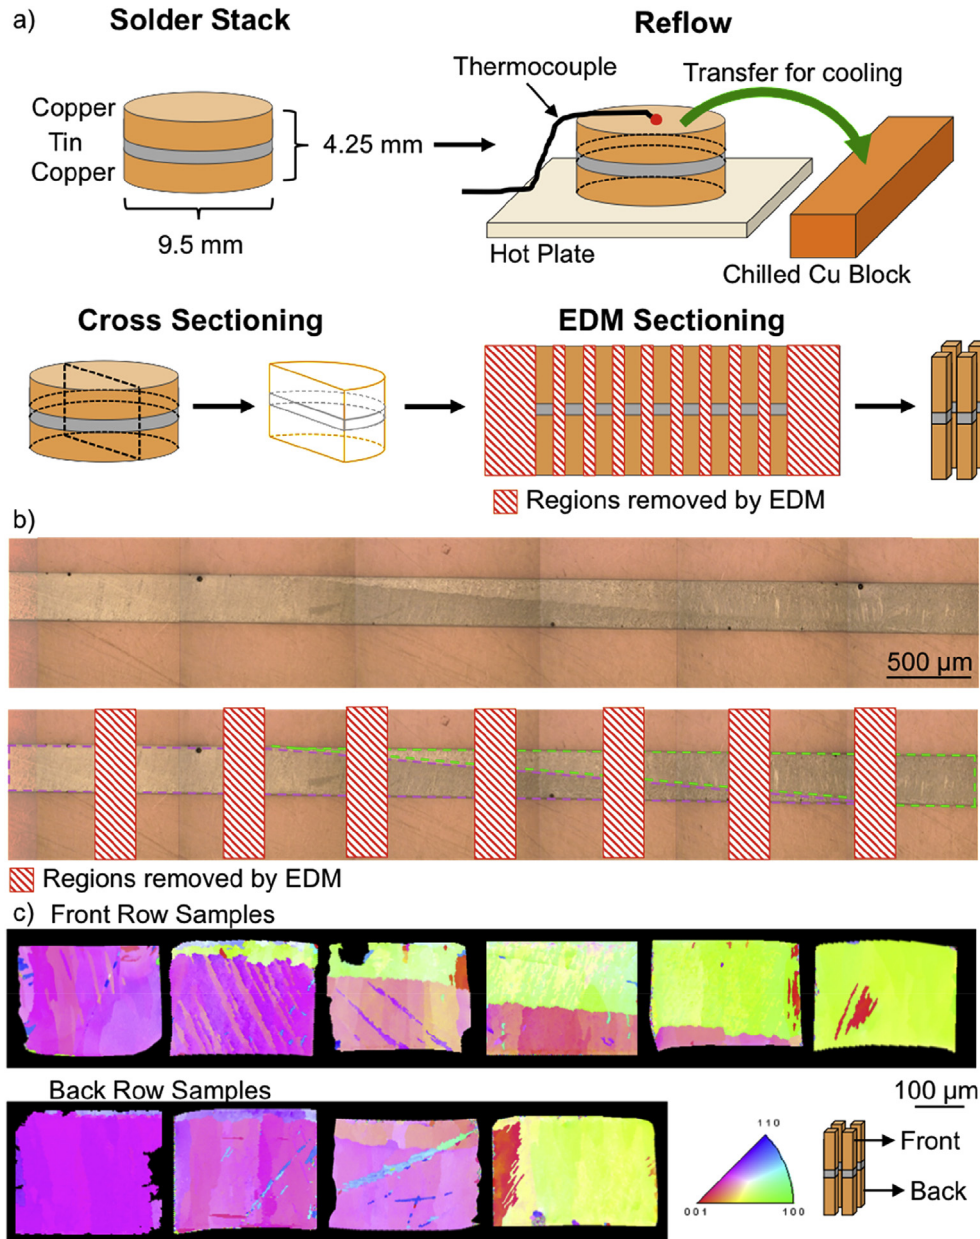 a)
Solder Stack
Reflow
Thermocouple
Transfer for cooling
Copper
Tin
Copper
4.25 mm
9.5 mm
Hot Plate
Chilled Cu Block
Cross Sectioning
EDM Sectioning
Regions removed by EDM
b)
500 µm
Regions removed by EDM
c) Front Row Samples
Back Row Samples
100 µm
110
001
100
Front
Back